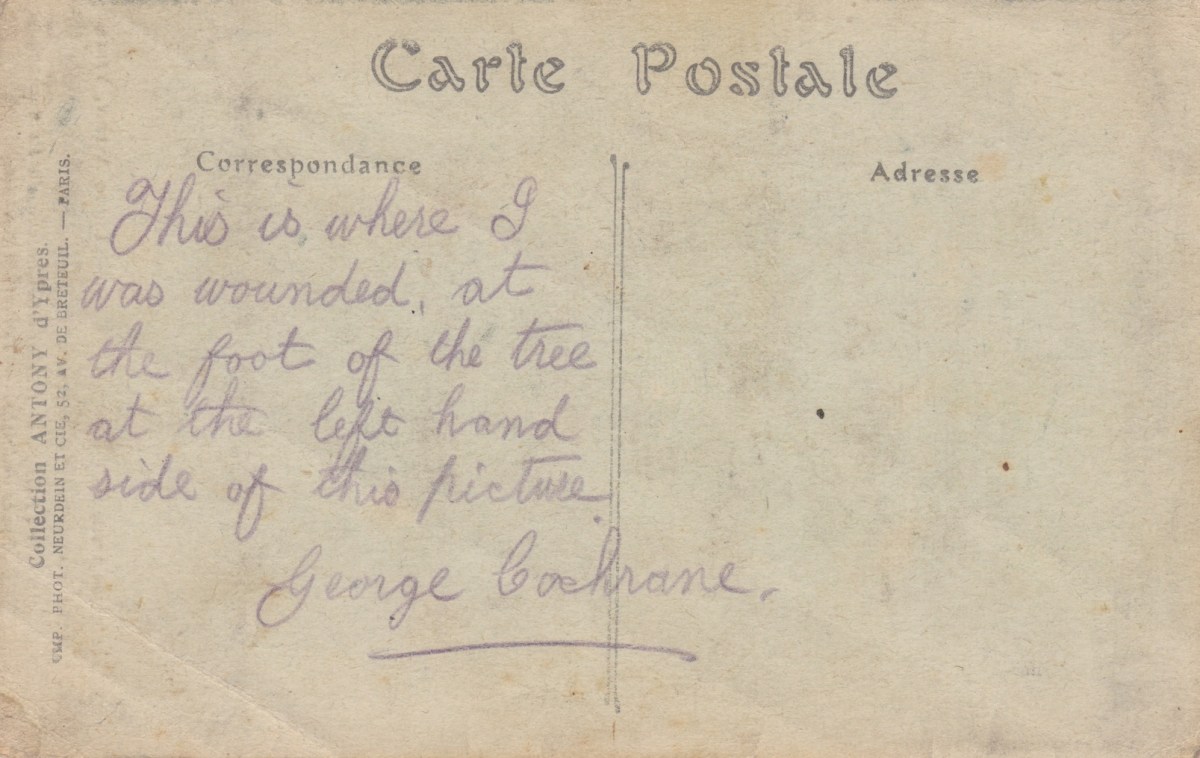 Carte Postale
Correspondance
Adresse
This is where I
was wounded, at
the foot of the tree
at the left hand
side of this picture.
George Cochrane.
Collection ANTONY d'Ypres.
IMP. PHOT. NEURDEIN ET CIE, 52, AV. DE BRETEUIL. — PARIS.